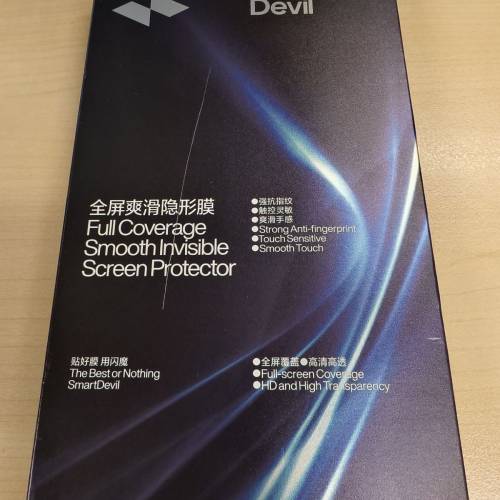 Devil
全屏爽滑隐形膜
Full Coverage
Smooth Invisible
Screen Protector
●强抗指纹
●触控灵敏
●爽滑手感
●Strong Anti-fingerprint
●Touch Sensitive
●Smooth Touch
贴好膜 用闪魔
The Best or Nothing
SmartDevil
●全屏覆盖●高清高透
●Full-screen Coverage
●HD and High Transparency